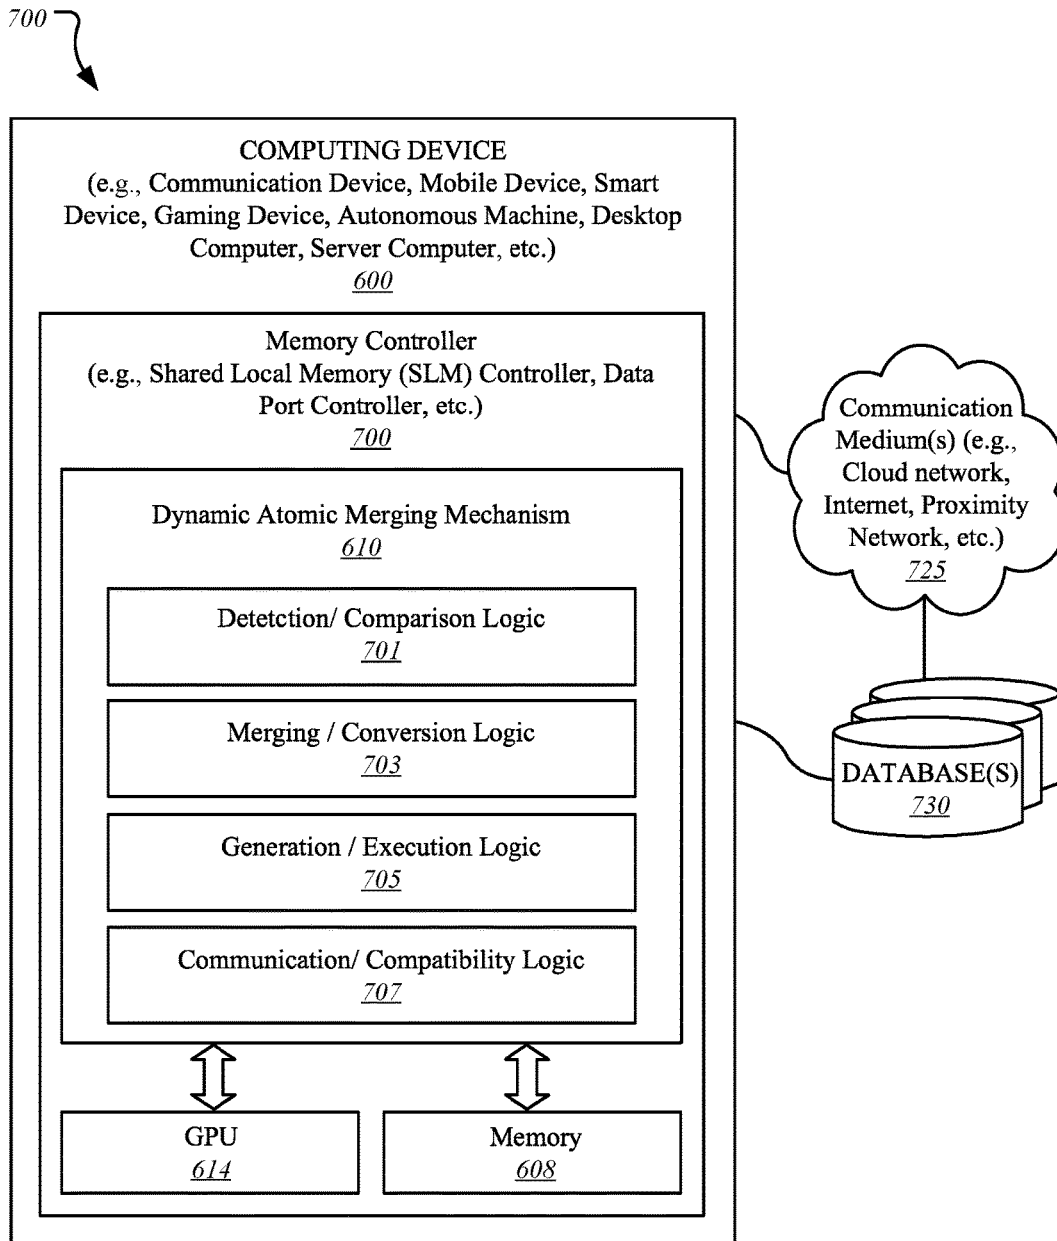 700
COMPUTING DEVICE
(e.g., Communication Device, Mobile Device, Smart
Device, Gaming Device, Autonomous Machine, Desktop
Computer, Server Computer, etc.)
600
Memory Controller
(e.g., Shared Local Memory (SLM) Controller, Data
Port Controller, etc.)
700
Dynamic Atomic Merging Mechanism
610
Detetction/ Comparison Logic
701
Merging / Conversion Logic
703
Generation / Execution Logic
705
Communication/ Compatibility Logic
707
GPU
614
Memory
608
Communication
Medium(s) (e.g.,
Cloud network,
Internet, Proximity
Network, etc.)
725
DATABASE(S)
730